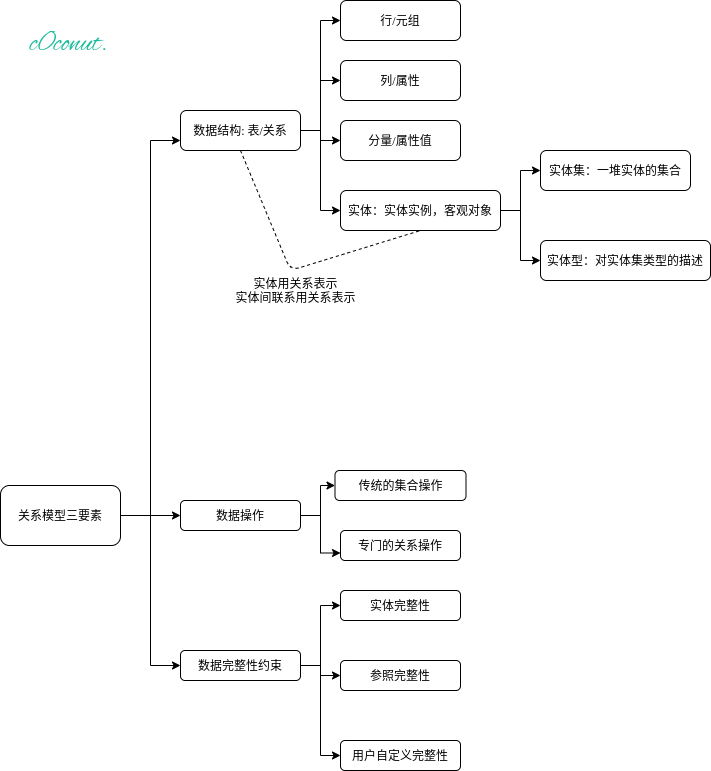 cOconut.
行/元组
列/属性
数据结构: 表/关系
分量/属性值
实体集：一堆实体的集合
实体：实体实例，客观对象
实体型：对实体集类型的描述
实体用关系表示
实体间联系用关系表示
传统的集合操作
关系模型三要素
数据操作
专门的关系操作
实体完整性
数据完整性约束
参照完整性
用户自定义完整性